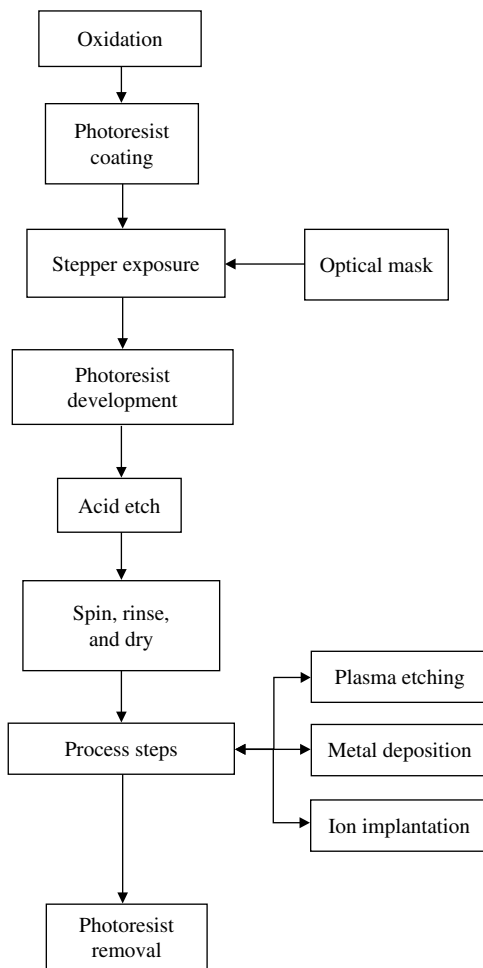 Oxidation
Photoresist
coating
Stepper exposure
Optical mask
Photoresist
development
Acid etch
Spin, rinse,
and dry
Process steps
Plasma etching
Metal deposition
Ion implantation
Photoresist
removal